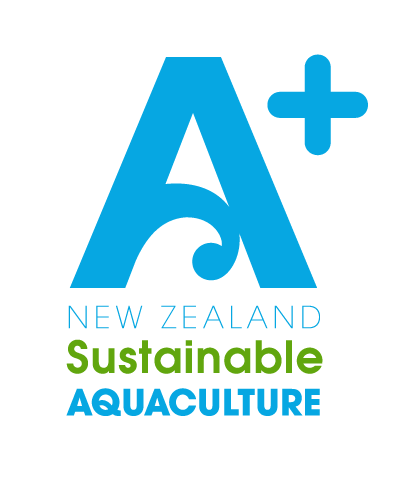 A+
NEW ZEALAND
Sustainable
AQUACULTURE